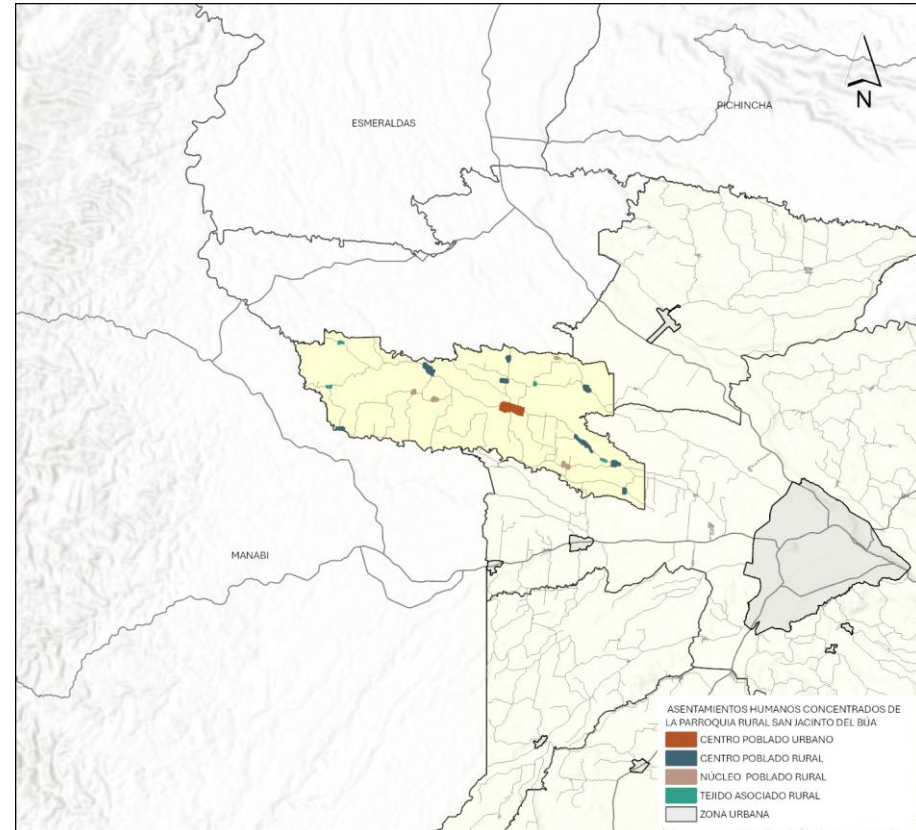 ESMERALDAS
PICHINCHA
N
MANABI
ASENTAMIENTOS HUMANOS CONCENTRADOS DE
LA PARROQUIA RURAL SAN JACINTO DEL BÚA
CENTRO POBLADO URBANO
CENTRO POBLADO RURAL
NÚCLEO POBLADO RURAL
TEJIDO ASOCIADO RURAL
ZONA URBANA